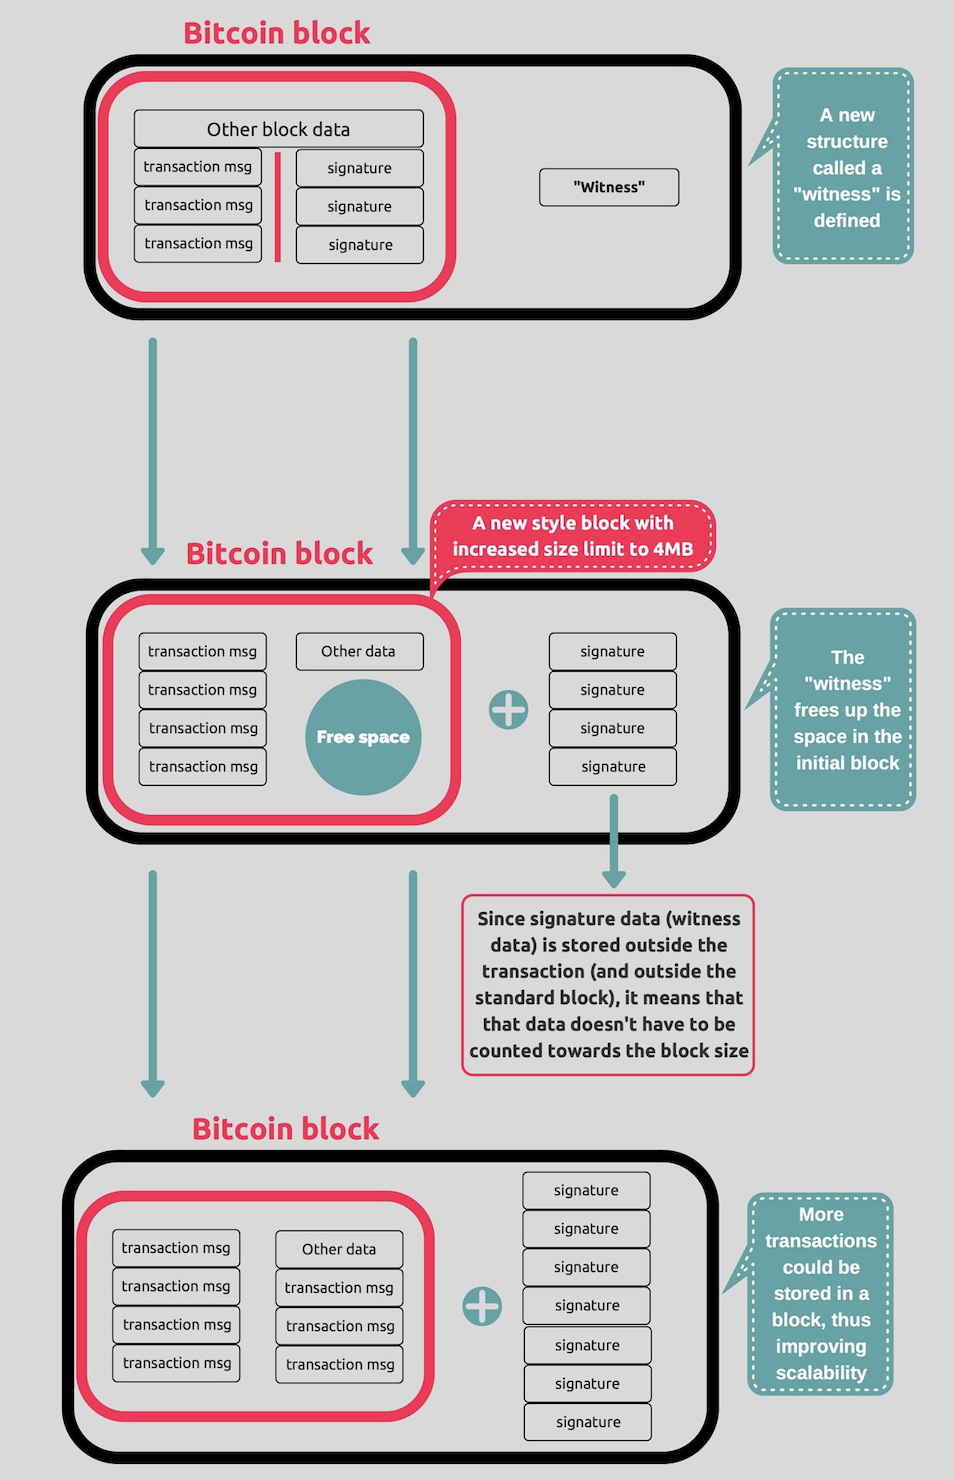 Bitcoin block
Other block data
transaction msg
signature
transaction msg
signature
transaction msg
signature
"Witness"
A new
structure
called a
"witness" is
defined
A new style block with
increased size limit to 4MB
Bitcoin block
transaction msg
transaction msg
transaction msg
transaction msg
Other data
Free space
signature
signature
signature
signature
The
"witness"
frees up the
space in the
initial block
Since signature data (witness
data) is stored outside the
transaction (and outside the
standard block), it means that
that data doesn't have to be
counted towards the block size
Bitcoin block
transaction msg
transaction msg
transaction msg
transaction msg
Other data
transaction msg
transaction msg
transaction msg
signature
signature
signature
signature
signature
signature
signature
More
transactions
could be
stored in a
block, thus
improving
scalability